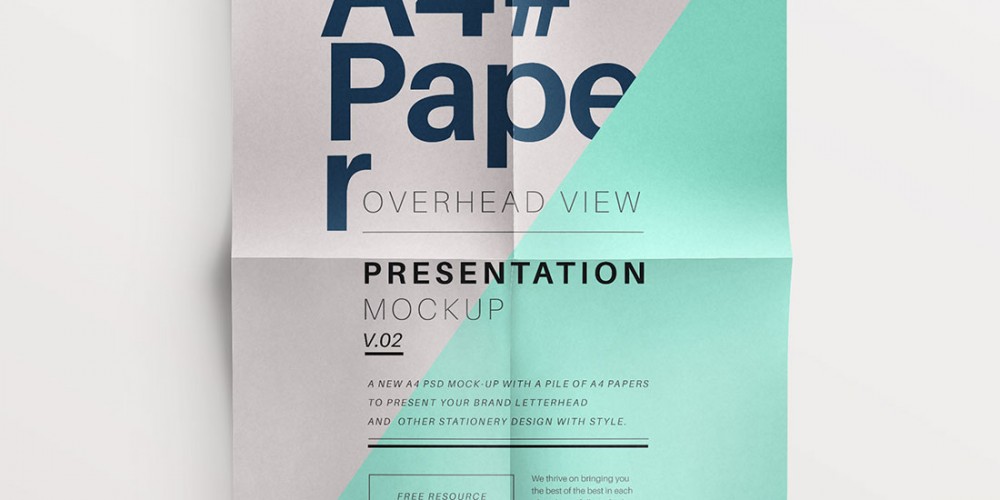 A4#
Pape
r
OVERHEAD VIEW
PRESENTATION
MOCKUP
V.02
A NEW A4 PSD MOCK-UP WITH A PILE OF A4 PAPERS
TO PRESENT YOUR BRAND LETTERHEAD
AND OTHER STATIONERY DESIGN WITH STYLE.
FREE RESOURCE
We thrive on bringing you
the best of the best in each